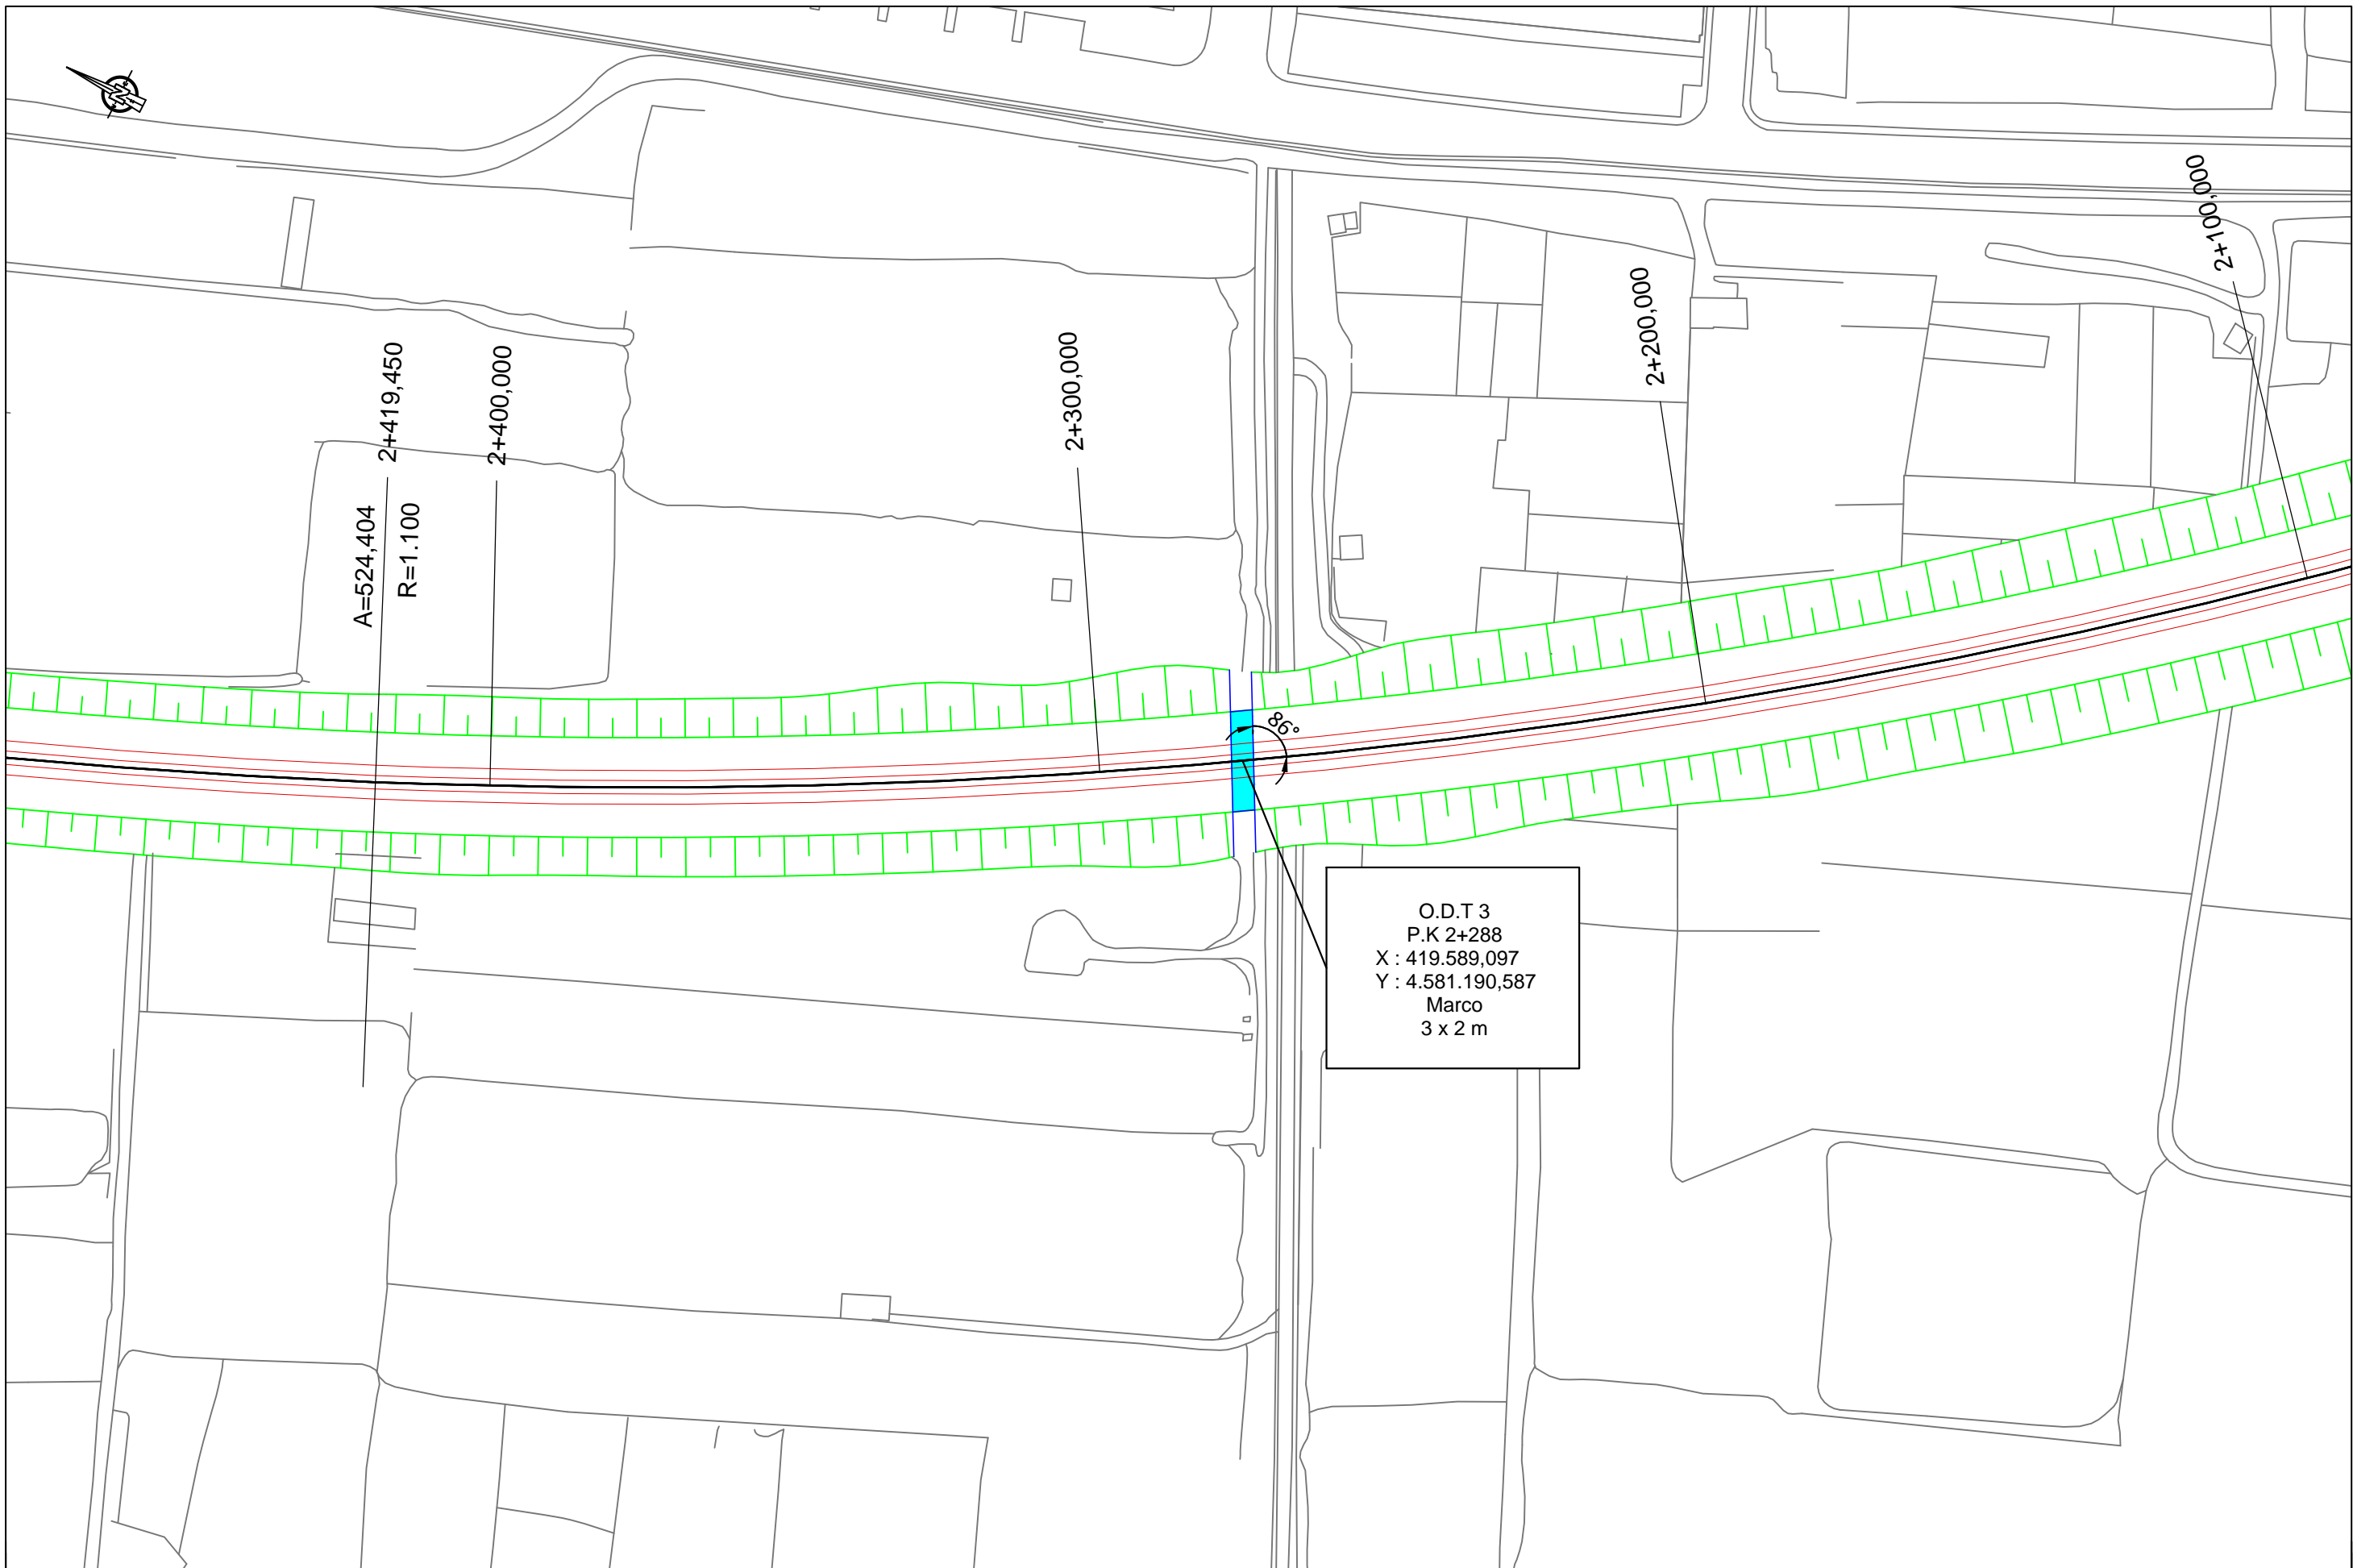 N
2+419,450
2+400,000
2+300,000
2+200,000
2+100,000
A=524,404
R=1.100
86°
O.D.T 3
P.K 2+288
X : 419.589,097
Y : 4.581.190,587
Marco
3 x 2 m